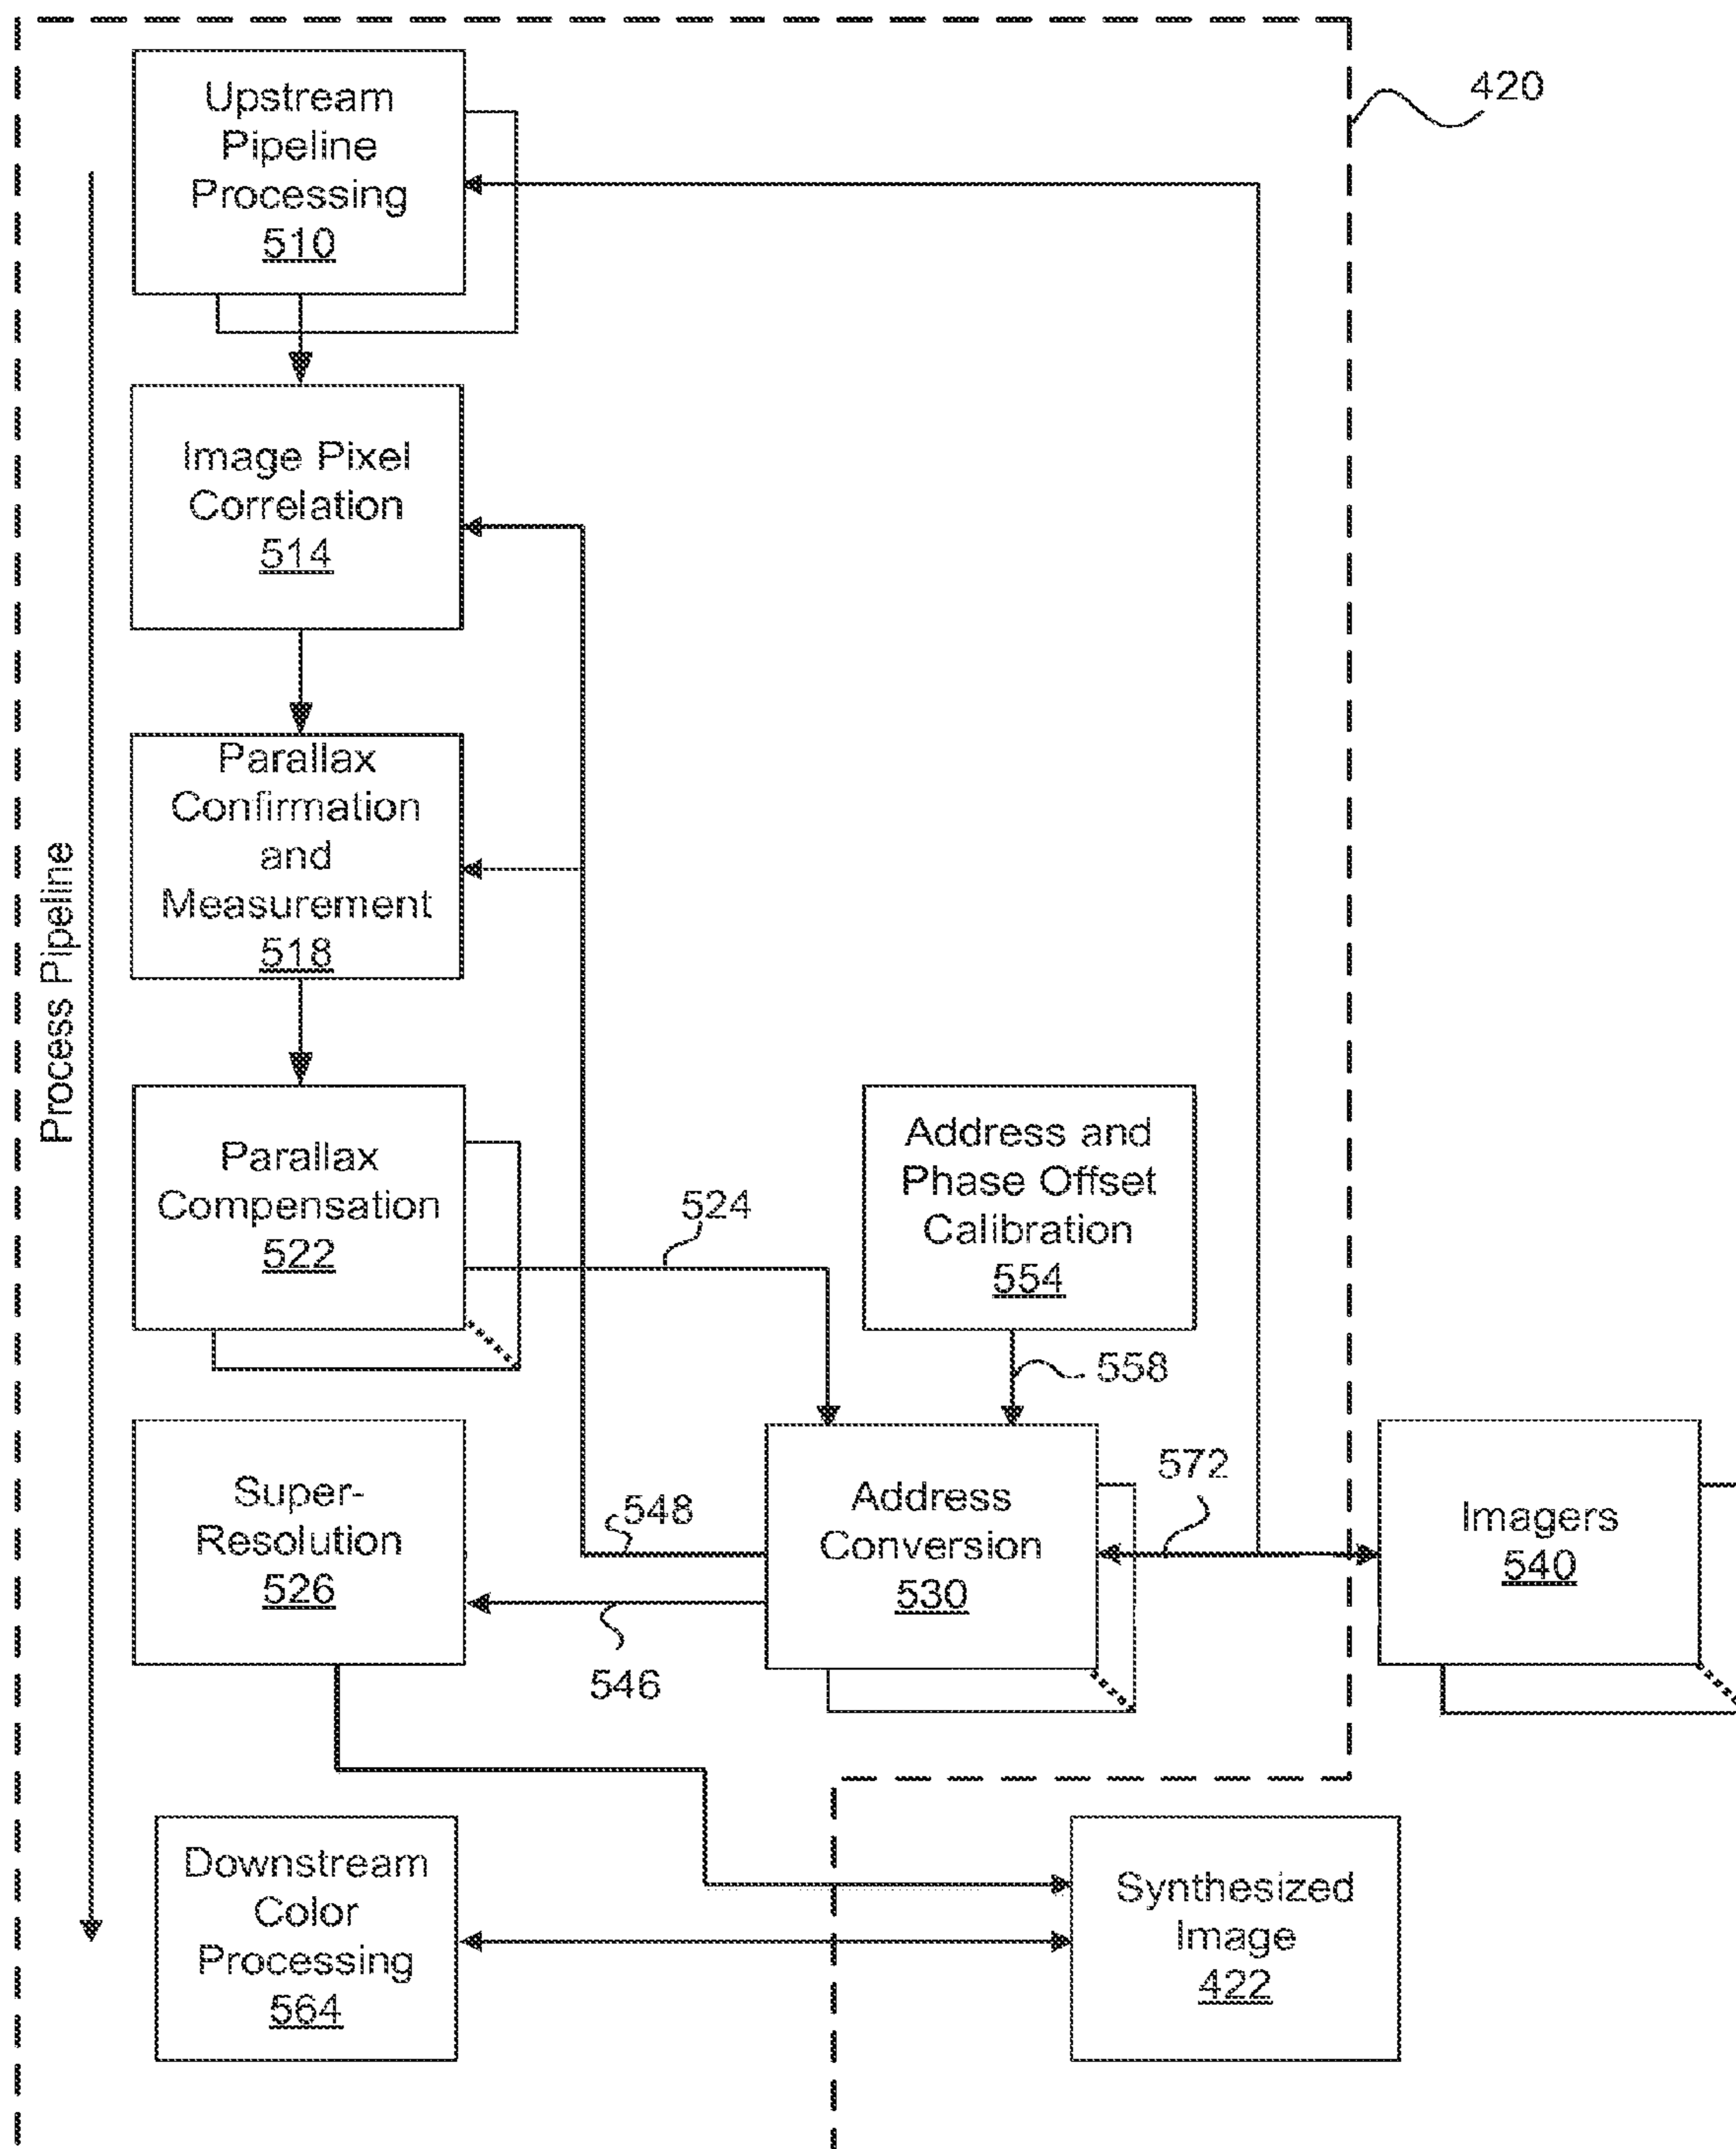 420
Upstream
Pipeline
Processing
510
Image Pixel
Correlation
514
Process Pipeline
Parallax
Confirmation
and
Measurement
518
Parallax
Compensation
522
524
Address and
Phase Offset
Calibration
554
558
Super-
Resolution
526
548
546
Address
Conversion
530
572
Imagers
540
Downstream
Color
Processing
564
Synthesized
Image
422